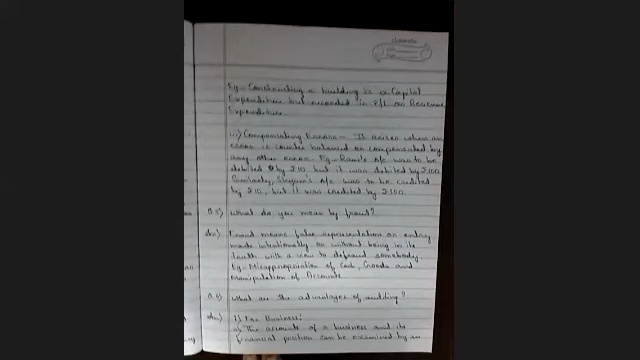 classmate
Eg - Constructing a building is a Capital
Expenditure but recorded in P/L as Revenue
Expenditure.
iii) Compensating Errors - It arises when an
error is counter balanced or compensated by
any other error. Eg - Ram's A/c was to be
debited by ₹10 but it was debited by ₹100
Similarly, Shyam's A/c was to be credited
by ₹10, but it was credited by ₹100.
Q.5) What do you mean by fraud?
Ans) Fraud means false representation or entry
made intentionally or without being in its
truth with a view to defraud somebody.
Eg - Misappropriation of Cash, Goods and
Manipulation of Accounts
Q.6) What are the advantages of auditing?
Ans) i) For Business:
a) The accounts of a business and its
financial position can be examined by an